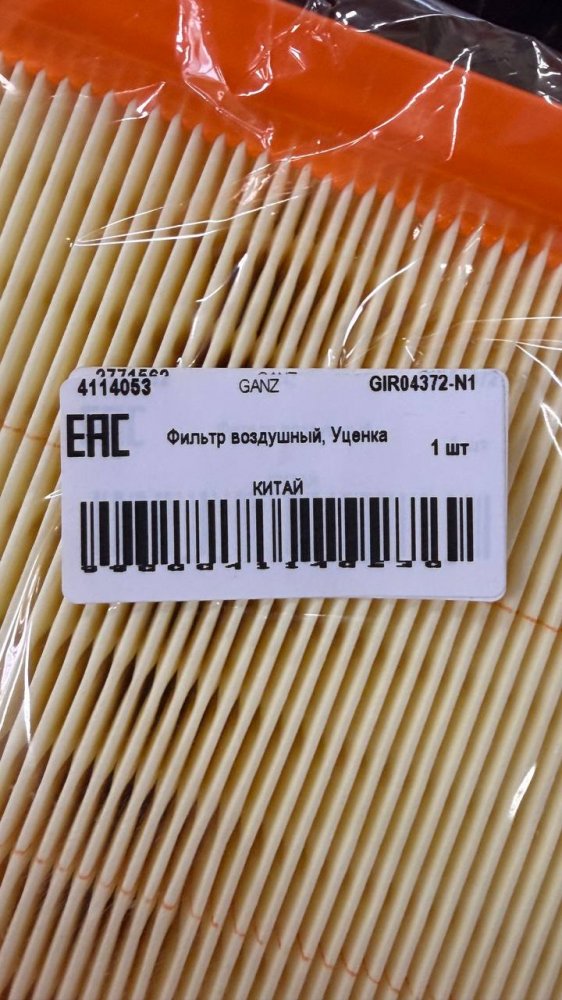 4114053 GANZ GIR04372-N1
EAC Фильтр воздушный, Уценка 1 шт
КИТАЙ